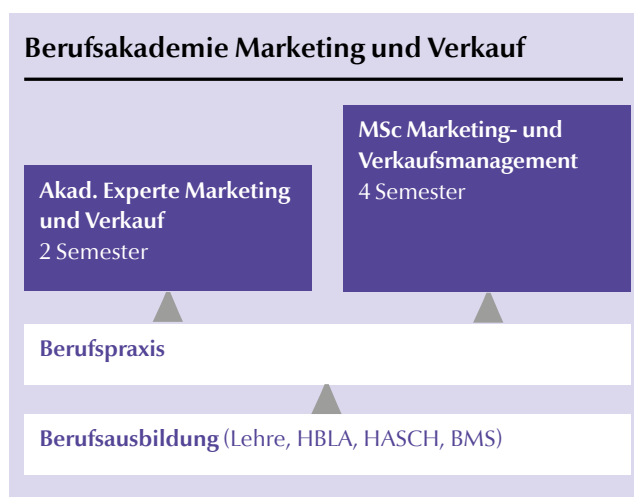 Berufsakademie Marketing und Verkauf
MSc Marketing- und
Verkaufsmanagement
4 Semester
Akad. Experte Marketing
und Verkauf
2 Semester
Berufspraxis
Berufsausbildung (Lehre, HBLA, HASCH, BMS)